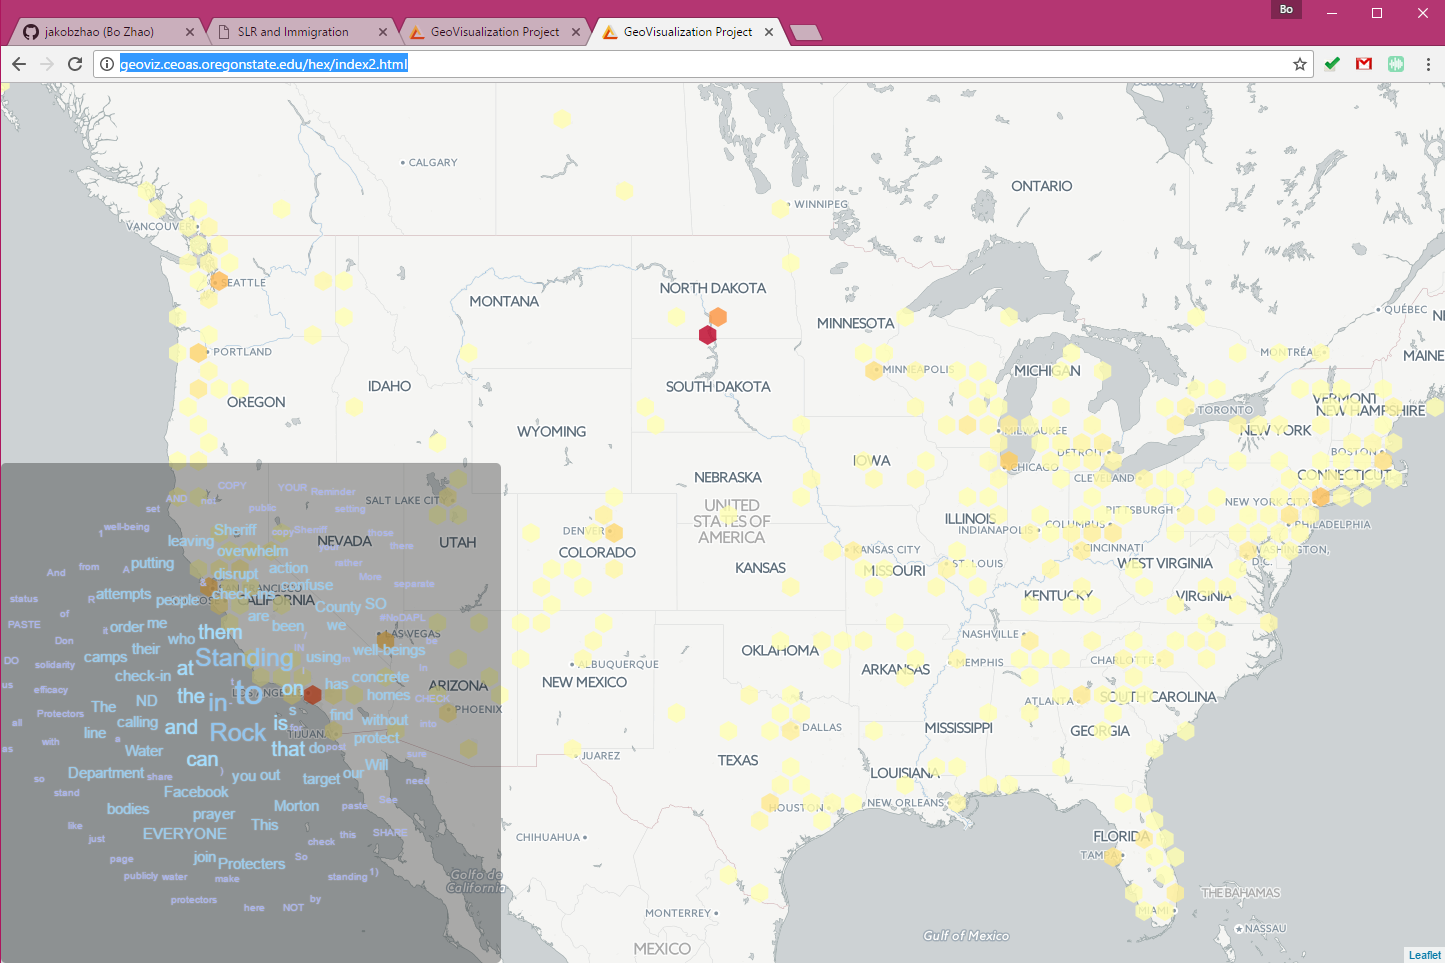 Bo
jakobzhao (Bo Zhao)
SLR and Immigration
GeoVisualization Project
GeoVisualization Project
geoviz.ceoas.oregonstate.edu/hex/index2.html
CALGARY
ONTARIO
WINNIPEG
VANCOUVER
SEATTLE
NORTH DAKOTA
MONTANA
MINNESOTA
QUÉBEC
PORTLAND
MONTRÉAL
MAINE
MINNEAPOLIS
MICHIGAN
IDAHO
SOUTH DAKOTA
OREGON
VERMONT
NEW HAMPSHIRE
TORONTO
WYOMING
MILWAUKEE
NEW YORK
DETROIT
BOSTON
IOWA
CHICAGO
CONNECTICUT
NEBRASKA
CLEVELAND
SALT LAKE CITY
UNITED
STATES OF
AMERICA
NEW YORK CITY
PITTSBURGH
ILLINOIS
INDIANAPOLIS
COLUMBUS
PHILADELPHIA
DENVER
NEVADA
UTAH
COLORADO
KANSAS CITY
CINCINNATI
WASHINGTON,
D.C.
KANSAS
MISSOURI
ST. LOUIS
WEST VIRGINIA
CALIFORNIA
KENTUCKY
VIRGINIA
NASHVILLE
OKLAHOMA
ALBUQUERQUE
MEMPHIS
CHARLOTTE
ARKANSAS
NEW MEXICO
ARIZONA
PHOENIX
ATLANTA
SOUTH CAROLINA
MISSISSIPPI
DALLAS
GEORGIA
JUAREZ
TEXAS
LOUISIANA
HOUSTON
NEW ORLEANS
CHIHUAHUA
FLORIDA
TAMPA
Golfo de
California
THE BAHAMAS
MIAMI
MONTERREY
NASSAU
Gulf of Mexico
MEXICO
Leaflet
COPY
YOUR
Reminder
AND
set
public
setting
well-being
Sheriff
copy
Sheriff
those
leaving
overwhelm
your
there
putting
rather
And
from
A
disrupt
action
More
separate
confuse
status
attempts
people
check-ins
County
SO
R
of
PASTE
order
me
are
been
we
#NoDAPL
it
who
them
Don
their
IN
DO
camps
Standing
using
well-beings
solidarity
at
In
us
check-in
has
concrete
efficacy
the
in
to
on
homes
CHECK
ND
The
s
Protectors
find
without
into
all
calling
and
Rock
is
line
protect
with
a
that
do
post
as
Water
can
sure
Will
Department
share
you
out
target
our
need
so
stand
Facebook
bodies
Morton
paste
See
prayer
like
This
EVERYONE
check
this
SHARE
just
page
join
Protecters
So
publicly
water
make
standing
1)
protectors
here
NOT
by